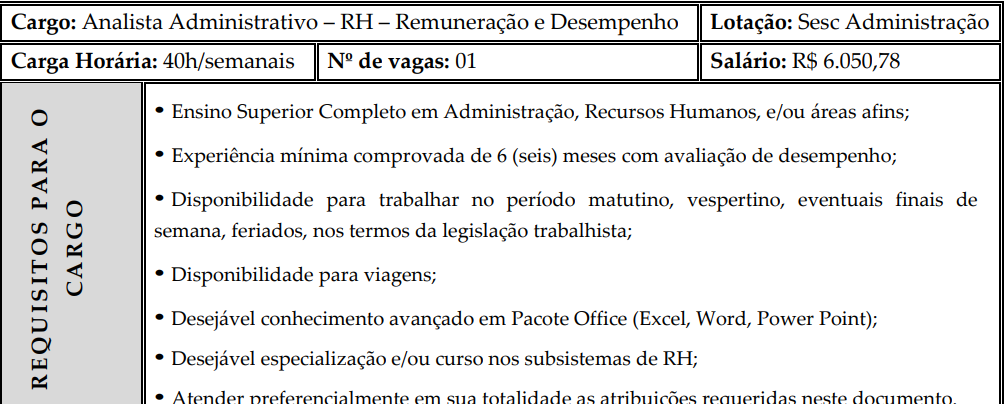 Cargo: Analista Administrativo – RH – Remuneração e Desempenho
Lotação: Sesc Administração
Carga Horária: 40h/semanais
Nº de vagas: 01
Salário: R$ 6.050,78
REQUISITOS PARA O
CARGO
• Ensino Superior Completo em Administração, Recursos Humanos, e/ou áreas afins;
• Experiência mínima comprovada de 6 (seis) meses com avaliação de desempenho;
• Disponibilidade para trabalhar no período matutino, vespertino, eventuais finais de
semana, feriados, nos termos da legislação trabalhista;
• Disponibilidade para viagens;
• Desejável conhecimento avançado em Pacote Office (Excel, Word, Power Point);
• Desejável especialização e/ou curso nos subsistemas de RH;
• Atender preferencialmente em sua totalidade as atribuições requeridas neste documento.